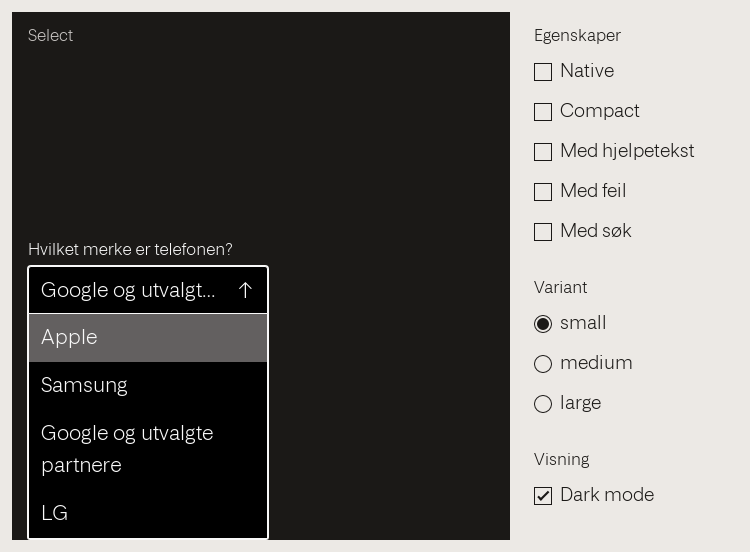 Select
Hvilket merke er telefonen?
Google og utvalgt...
Apple
Samsung
Google og utvalgte
partnere
LG
Egenskaper
Native
Compact
Med hjelpetekst
Med feil
Med søk
Variant
small
medium
large
Visning
Dark mode